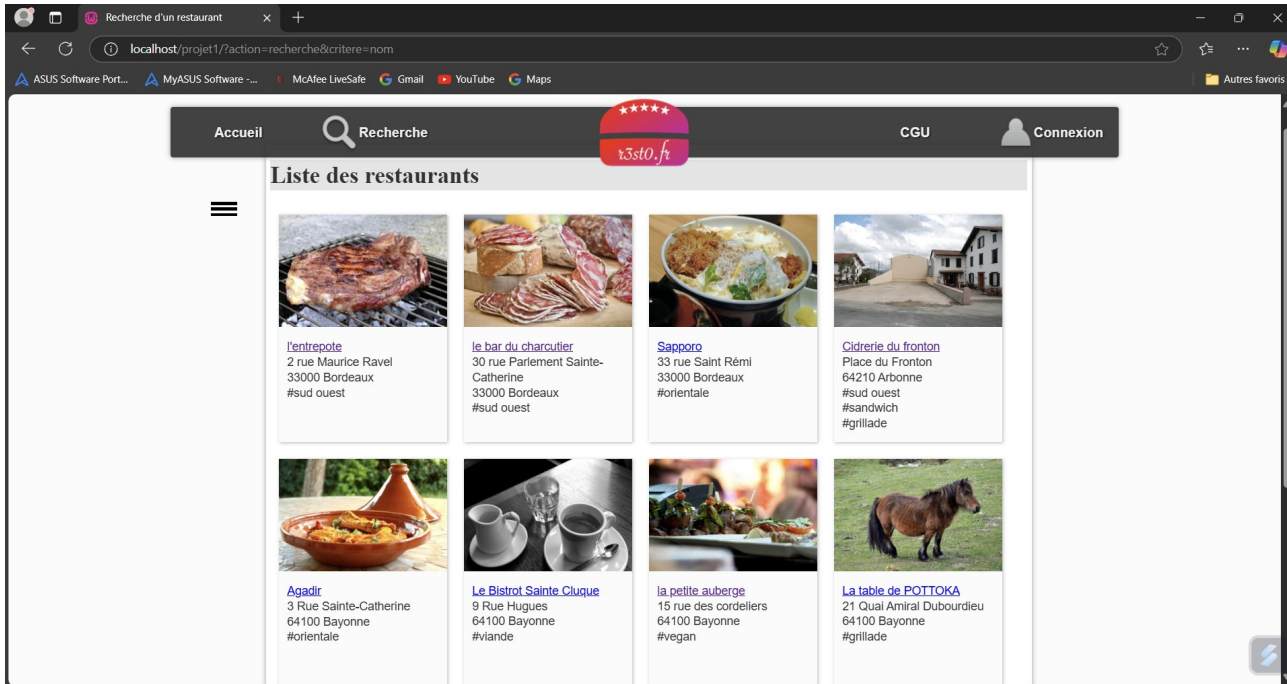 Recherche d'un restaurant
localhost/projet1/?action=recherche&critere=nom
ASUS Software Port...
MyASUS Software -...
McAfee LiveSafe
Gmail
YouTube
Maps
Autres favoris
Accueil
Recherche
r3st0.fr
CGU
Connexion
Liste des restaurants
l'entrepote
2 rue Maurice Ravel
33000 Bordeaux
#sud ouest
le bar du charcutier
30 rue Parlement Sainte-
Catherine
33000 Bordeaux
#sud ouest
Sapporo
33 rue Saint Rémi
33000 Bordeaux
#orientale
Cidrerie du fronton
Place du Fronton
64210 Arbonne
#sud ouest
#sandwich
#grillade
Agadir
3 Rue Sainte-Catherine
64100 Bayonne
#orientale
Le Bistrot Sainte Cluque
9 Rue Hugues
64100 Bayonne
#viande
la petite auberge
15 rue des cordeliers
64100 Bayonne
#vegan
La table de POTTOKA
21 Quai Amiral Dubourdieu
64100 Bayonne
#grillade